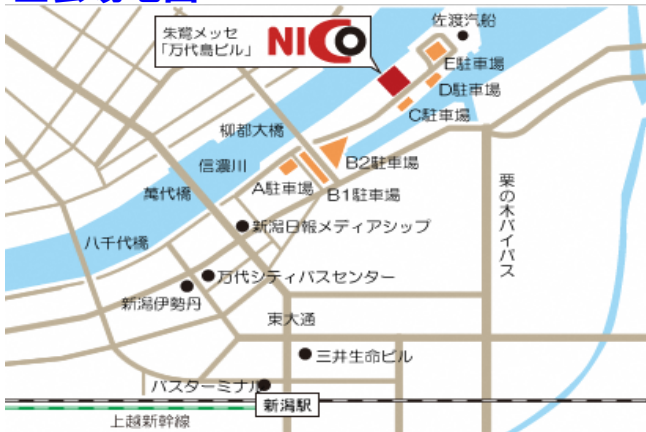 朱鷺メッセ
「万代島ビル」
NICO
佐渡汽船
E駐車場
D駐車場
C駐車場
柳都大橋
信濃川
B2駐車場
A駐車場
B1駐車場
萬代橋
栗の木バイパス
新潟日報メディアシップ
八千代橋
万代シティバスセンター
新潟伊勢丹
東大通
三井生命ビル
バスターミナル
新潟駅
上越新幹線